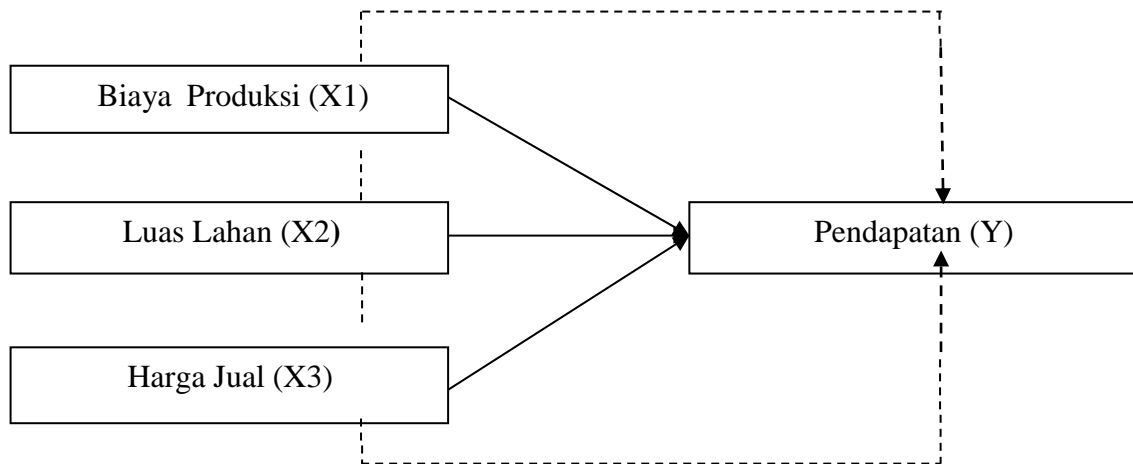 Biaya Produksi (X1)
Luas Lahan (X2)
Pendapatan (Y)
Harga Jual (X3)